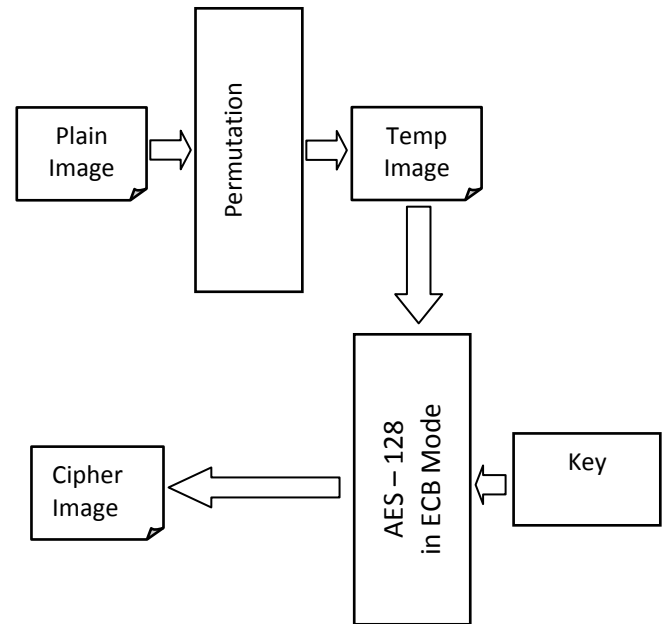 Plain
Image
Permutation
Temp
Image
AES – 128
in ECB Mode
Key
Cipher
Image